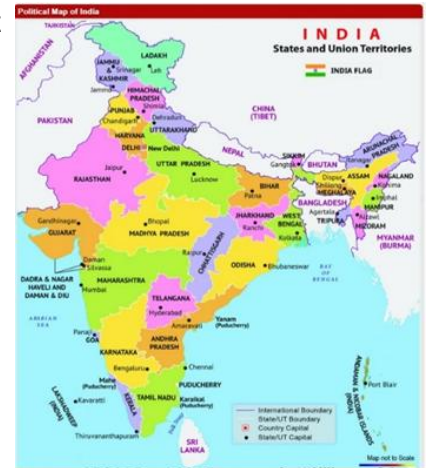 Political Map of India
INDIA
States and Union Territories
INDIA FLAG
TAJIKISTAN
AFGHANISTAN
PAKISTAN
CHINA
(TIBET)
NEPAL
BHUTAN
BANGLADESH
MYANMAR
(BURMA)
SRI
LANKA
LADAKH
Leh
JAMMU
&
KASHMIR
Srinagar
Jammu
HIMACHAL
PRADESH
Shimla
PUNJAB
Chandigarh
Dehradun
UTTARAKHAND
HARYANA
DELHI
New Delhi
RAJASTHAN
Jaipur
UTTAR PRADESH
Lucknow
BIHAR
Patna
SIKKIM
Gangtok
ARUNACHAL
PRADESH
Itanagar
ASSAM
Dispur
NAGALAND
Kohima
Shillong
MEGHALAYA
Imphal
MANIPUR
Agartala
TRIPURA
Aizawl
MIZORAM
Gandhinagar
GUJARAT
Bhopal
MADHYA PRADESH
JHARKHAND
Ranchi
WEST
BENGAL
Kolkata
CHHATTISGARH
Raipur
ODISHA
Bhubaneswar
Daman
Silvassa
DADRA & NAGAR
HAVELI AND
DAMAN & DIU
MAHARASHTRA
Mumbai
TELANGANA
Hyderabad
Amaravati
Yanam
(Puducherry)
ANDHRA
PRADESH
Panaji
GOA
KARNATAKA
Bengaluru
Chennai
Mahe
(Puducherry)
PUDUCHERRY
Karaikal
(Puducherry)
TAMIL NADU
KERALA
Thiruvananthapuram
LAKSHADWEEP
(INDIA)
Kavaratti
ARABIAN
SEA
BAY
OF
BENGAL
ANDAMAN & NICOBAR ISLANDS
(INDIA)
Port Blair
International Boundary
State/UT Boundary
Country Capital
State/UT Capital
Map not to Scale